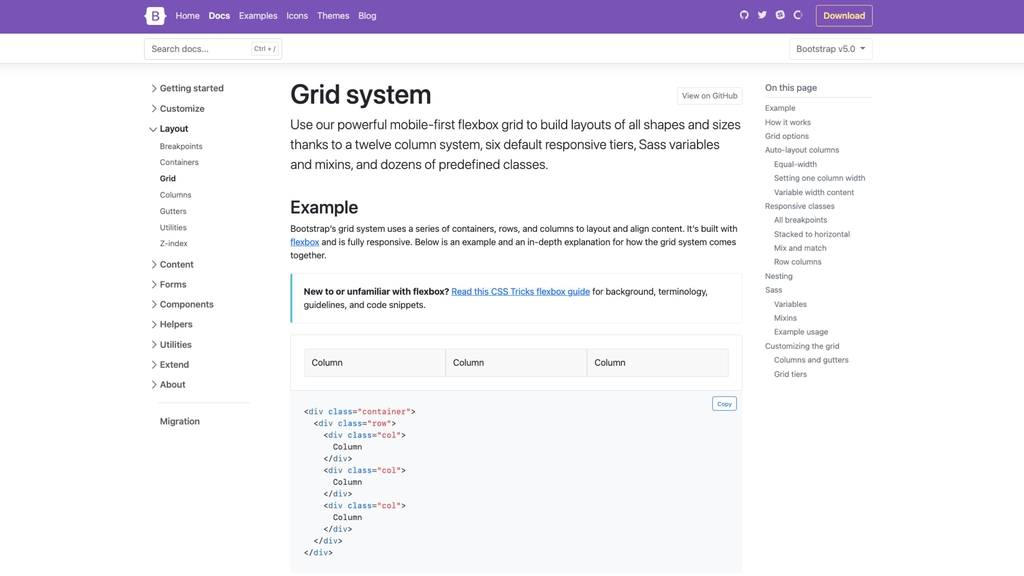 B
Home Docs Examples Icons Themes Blog
Download
Search docs... Ctrl + /
Bootstrap v5.0
Getting started
Customize
Layout
Breakpoints
Containers
Grid
Columns
Gutters
Utilities
Z-index
Content
Forms
Components
Helpers
Utilities
Extend
About
Migration
Grid system
View on GitHub
Use our powerful mobile-first flexbox grid to build layouts of all shapes and sizes
thanks to a twelve column system, six default responsive tiers, Sass variables
and mixins, and dozens of predefined classes.
Example
Bootstrap's grid system uses a series of containers, rows, and columns to layout and align content. It's built with
flexbox and is fully responsive. Below is an example and an in-depth explanation for how the grid system comes
together.
New to or unfamiliar with flexbox? Read this CSS Tricks flexbox guide for background, terminology,
guidelines, and code snippets.
Column Column Column
Copy
<div class="container">
  <div class="row">
    <div class="col">
      Column
    </div>
    <div class="col">
      Column
    </div>
    <div class="col">
      Column
    </div>
  </div>
</div>
On this page
Example
How it works
Grid options
Auto-layout columns
Equal-width
Setting one column width
Variable width content
Responsive classes
All breakpoints
Stacked to horizontal
Mix and match
Row columns
Nesting
Sass
Variables
Mixins
Example usage
Customizing the grid
Columns and gutters
Grid tiers